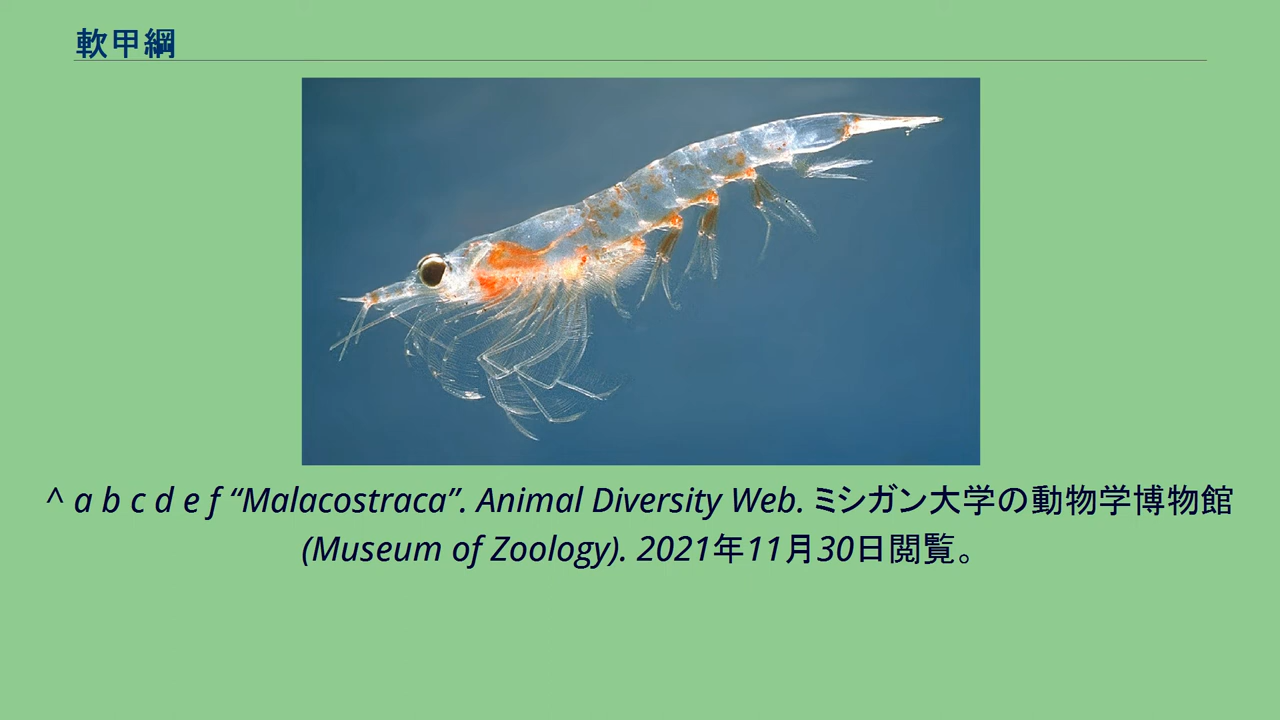 軟甲綱
^ a b c d e f “Malacostraca”. Animal Diversity Web. ミシガン大学の動物学博物館
(Museum of Zoology). 2021年11月30日閲覧。